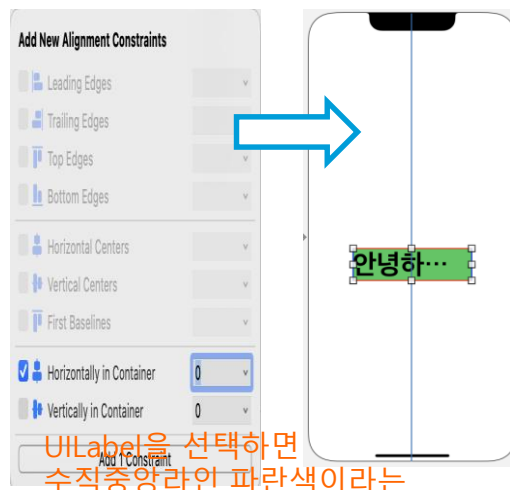 Add New Alignment Constraints
Leading Edges
Trailing Edges
Top Edges
Bottom Edges
Horizontal Centers
Vertical Centers
First Baselines
Horizontally in Container 0
Vertically in Container 0
Add 1 Constraint
안녕하…
UILabel을 선택하면
수직중앙라인 파란색이라는